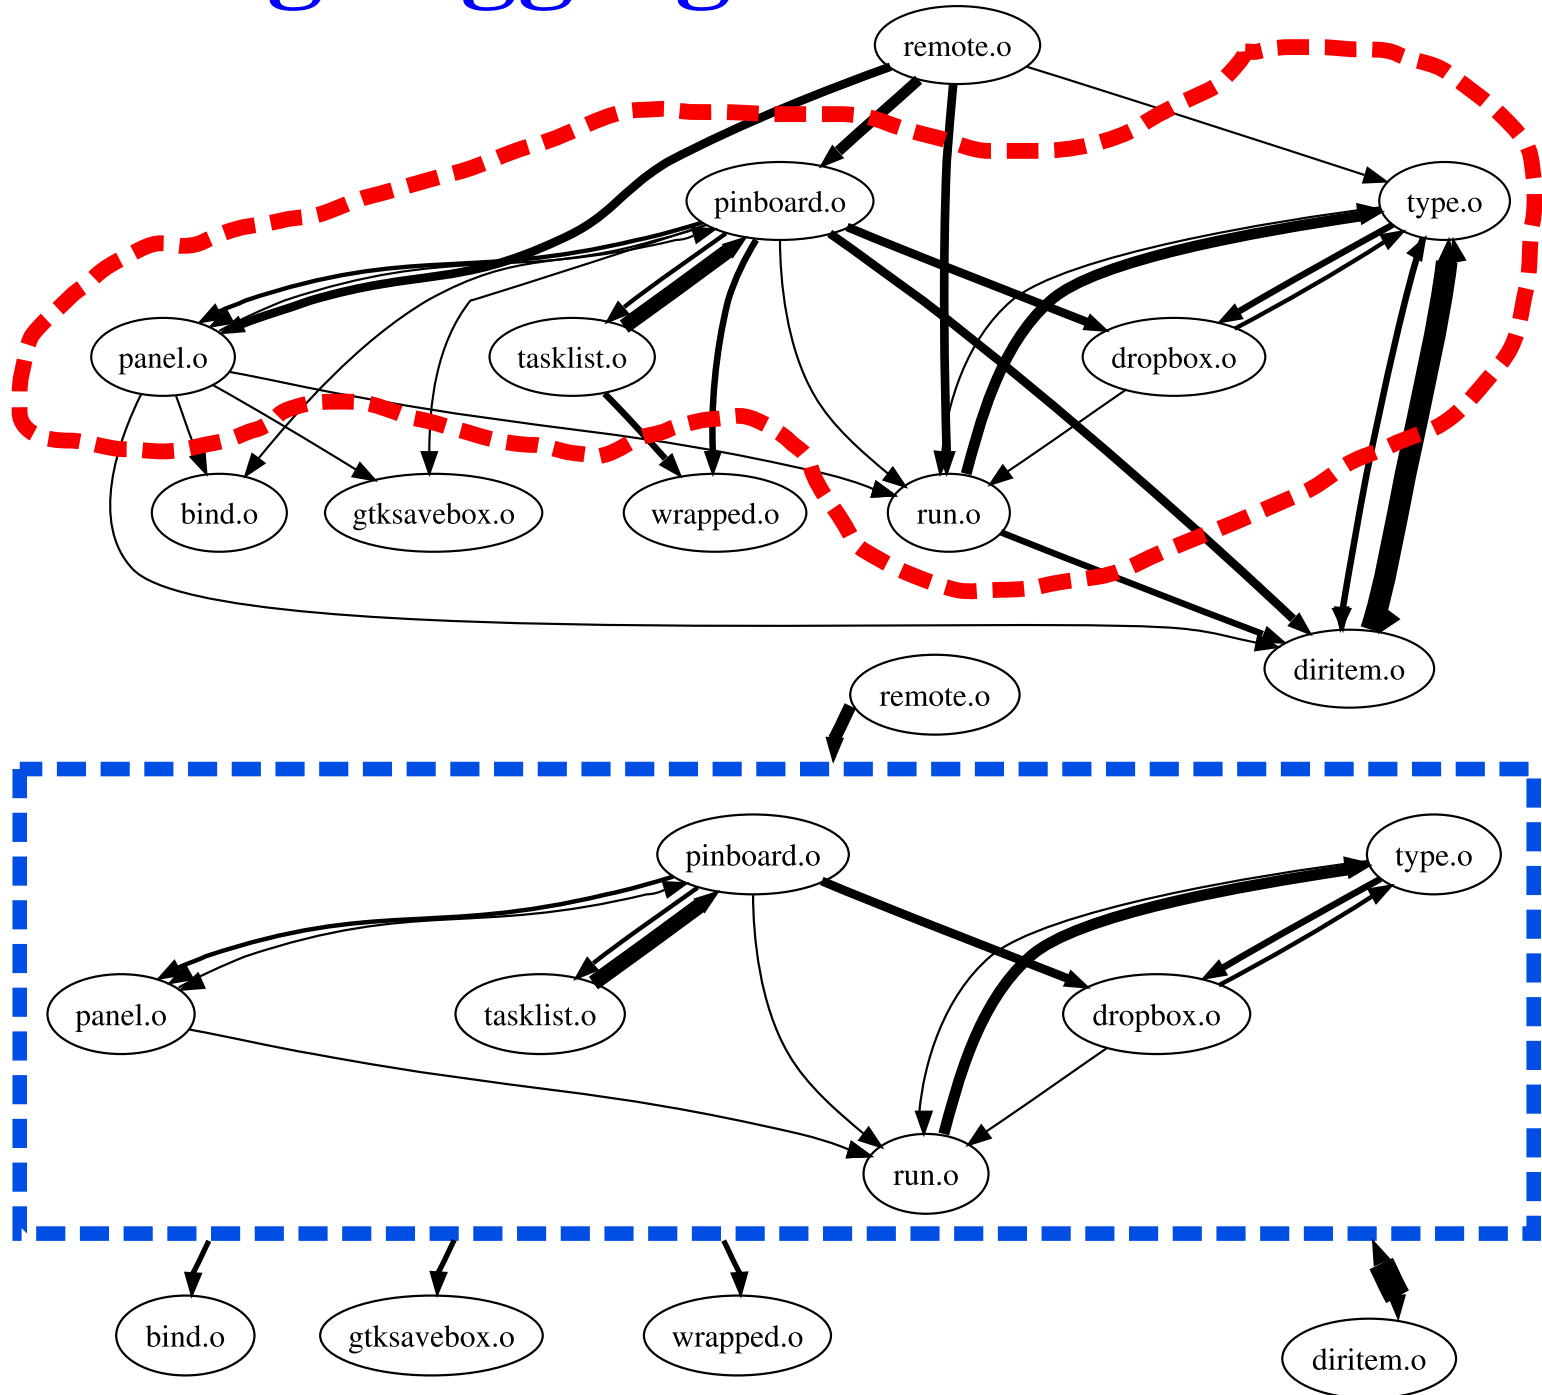 remote.o
pinboard.o
type.o
panel.o
tasklist.o
dropbox.o
bind.o
gtksavebox.o
wrapped.o
run.o
diritem.o
remote.o
pinboard.o
type.o
panel.o
tasklist.o
dropbox.o
run.o
bind.o
gtksavebox.o
wrapped.o
diritem.o